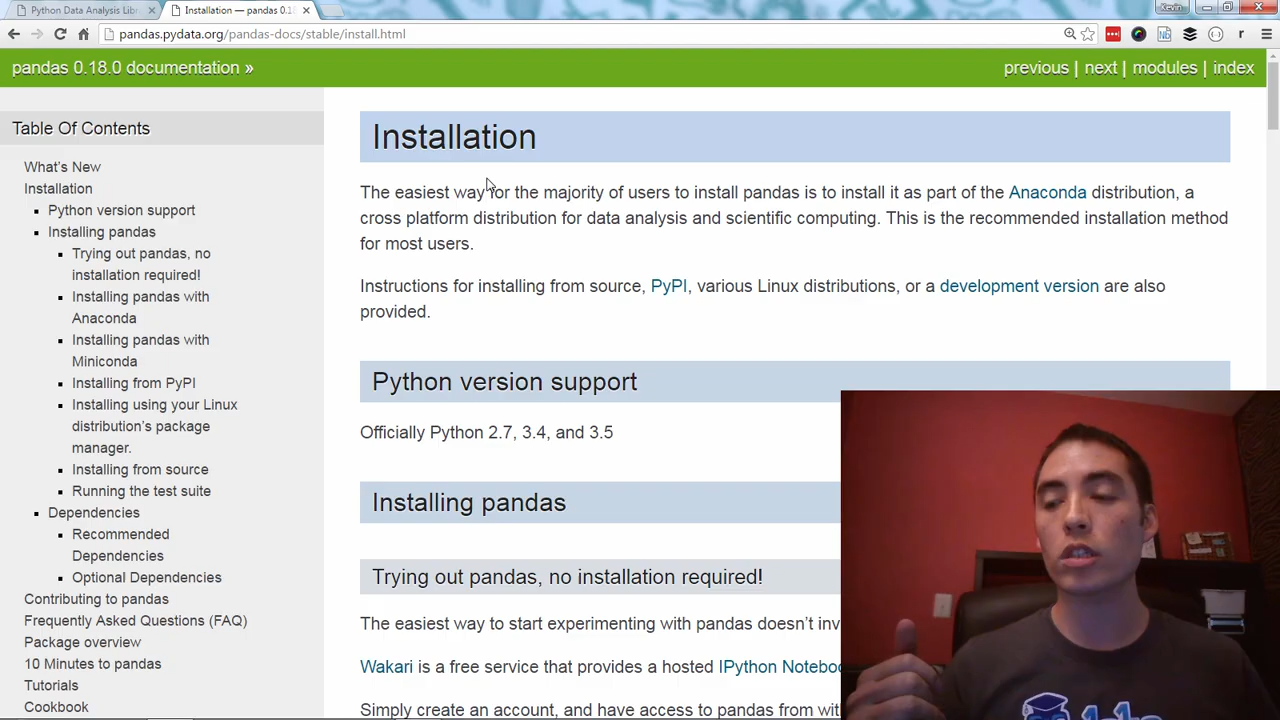 Python Data Analysis Libr
Installation — pandas 0.18
Kevin
pandas.pydata.org/pandas-docs/stable/install.html
pandas 0.18.0 documentation »
previous | next | modules | index
Table Of Contents
What's New
Installation
Python version support
Installing pandas
Trying out pandas, no
installation required!
Installing pandas with
Anaconda
Installing pandas with
Miniconda
Installing from PyPI
Installing using your Linux
distribution's package
manager.
Installing from source
Running the test suite
Dependencies
Recommended
Dependencies
Optional Dependencies
Contributing to pandas
Frequently Asked Questions (FAQ)
Package overview
10 Minutes to pandas
Tutorials
Cookbook
Installation
The easiest way for the majority of users to install pandas is to install it as part of the Anaconda distribution, a
cross platform distribution for data analysis and scientific computing. This is the recommended installation method
for most users.
Instructions for installing from source, PyPI, various Linux distributions, or a development version are also
provided.
Python version support
Officially Python 2.7, 3.4, and 3.5
Installing pandas
Trying out pandas, no installation required!
The easiest way to start experimenting with pandas doesn't inv
Wakari is a free service that provides a hosted IPython Noteboo
Simply create an account, and have access to pandas from wit